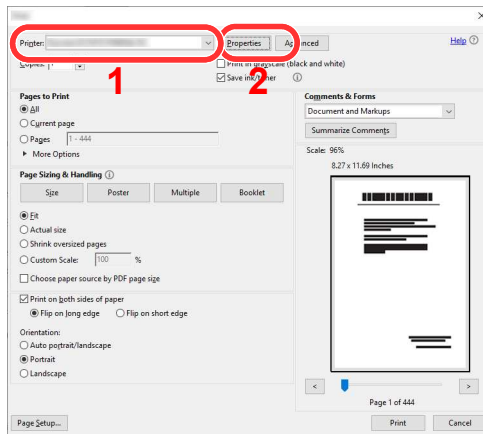 Printer:
Properties
Advanced
Help
Copies: 1
Print in grayscale (black and white)
Save ink/toner
1
2
Pages to Print
All
Current page
Pages 1 - 444
More Options
Page Sizing & Handling
Size Poster Multiple Booklet
Fit
Actual size
Shrink oversized pages
Custom Scale: 100 %
Choose paper source by PDF page size
Print on both sides of paper
Flip on long edge Flip on short edge
Orientation:
Auto portrait/landscape
Portrait
Landscape
Comments & Forms
Document and Markups
Summarize Comments
Scale: 96%
8.27 x 11.69 Inches
< >
Page 1 of 444
Page Setup...
Print Cancel